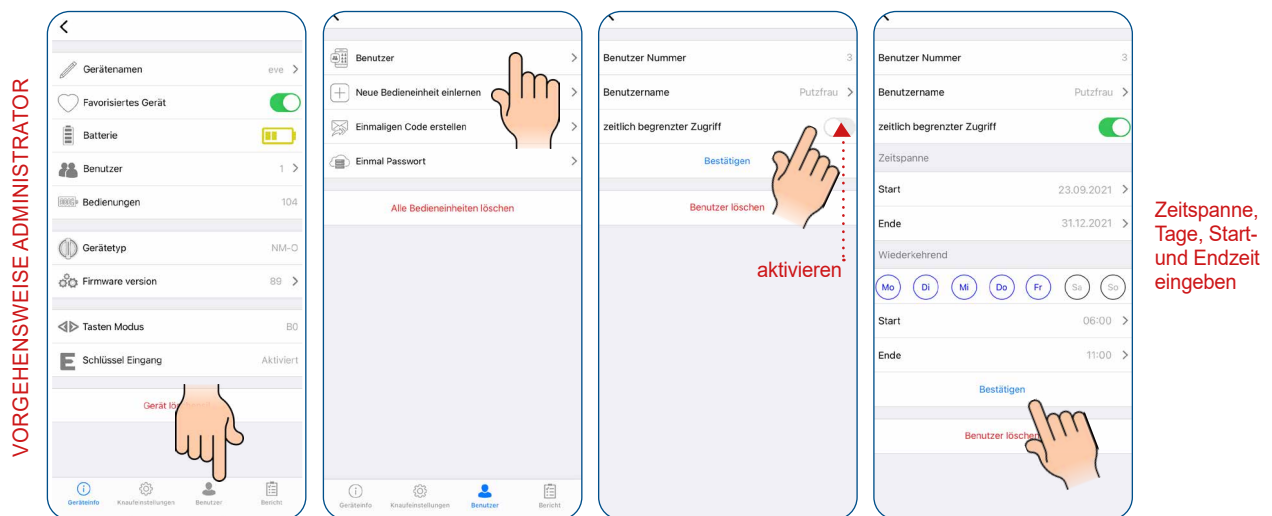 VORGEHENSWEISE ADMINISTRATOR
Gerätenamen eve
Favorisiertes Gerät
Batterie
Benutzer 1
Bedienungen 104
Gerätetyp NM-O
Firmware version 89
Tasten Modus B0
E Schlüssel Eingang Aktiviert
Gerät
Geräteinfo Knaufeinstellungen Benutzer Bericht
Benutzer
Neue Bedieneinheit einlernen
Einmaligen Code erstellen
Einmal Passwort
Alle Bedieneinheiten löschen
Geräteinfo Knaufeinstellungen Benutzer Bericht
Benutzer Nummer 3
Benutzername Putzfrau
zeitlich begrenzter Zugriff
Bestätigen
Benutzer löschen
aktivieren
Benutzer Nummer 3
Benutzername Putzfrau
zeitlich begrenzter Zugriff
Zeitspanne
Start 23.09.2021
Ende 31.12.2021
Wiederkehrend
Mo Di Mi Do Fr Sa So
Start 06:00
Ende 11:00
Bestätigen
Benutzer löschen
Zeitspanne,
Tage, Start-
und Endzeit
eingeben